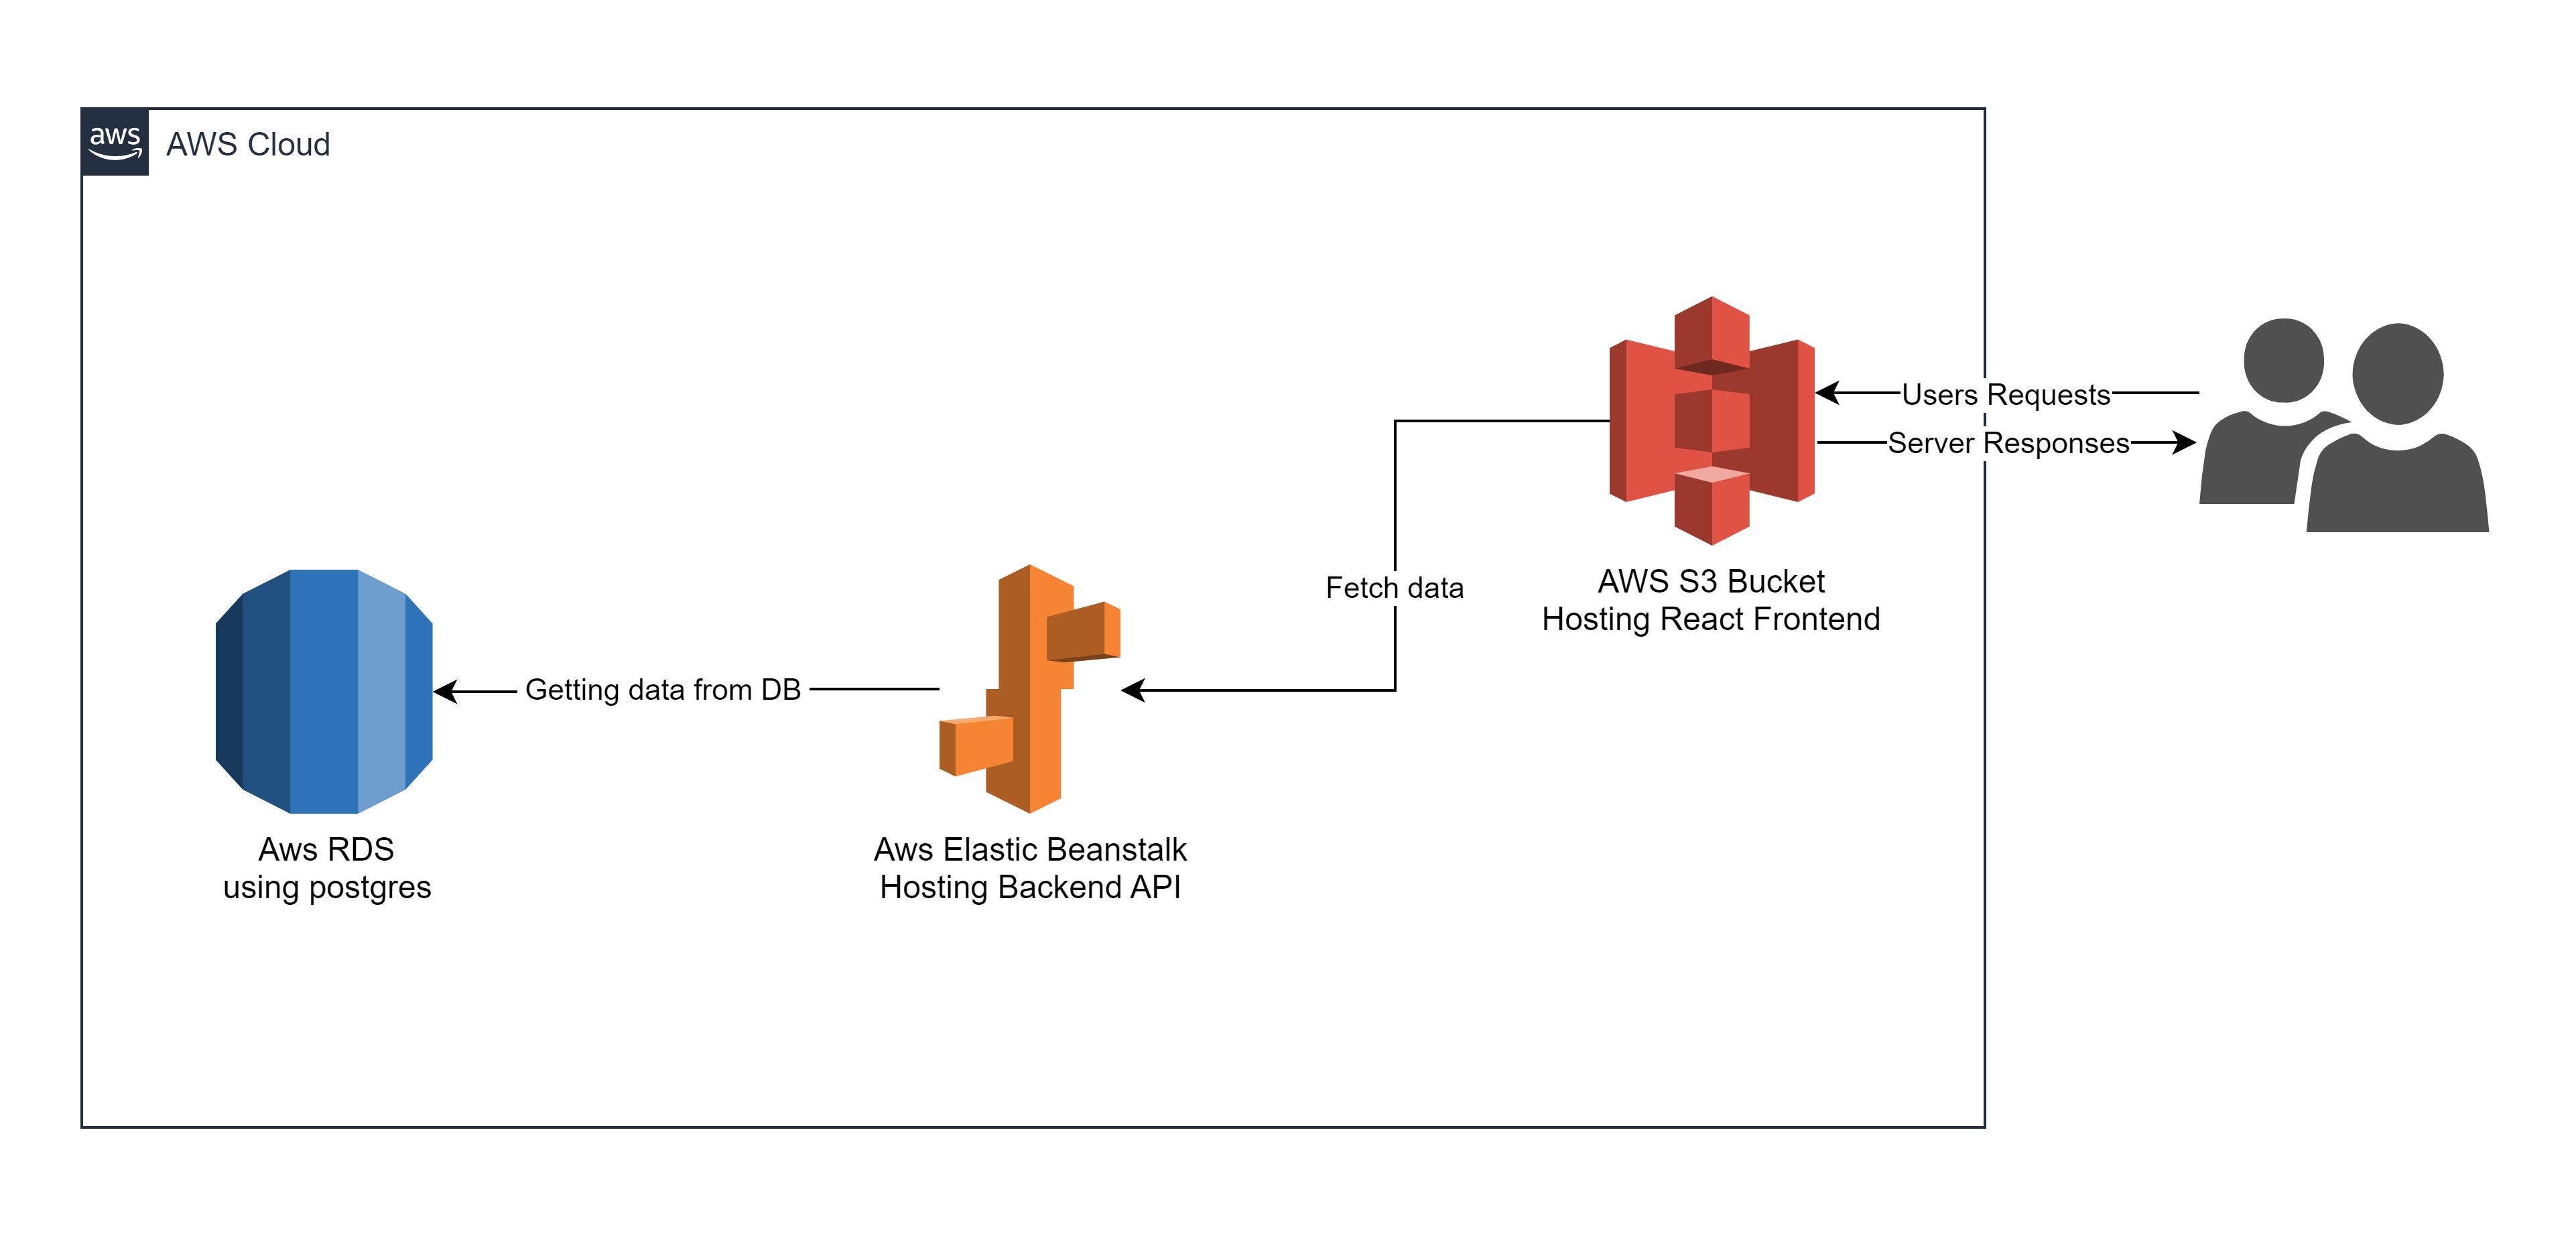 aws
AWS Cloud
Users Requests
Server Responses
Fetch data
AWS S3 Bucket
Hosting React Frontend
Getting data from DB
Aws RDS
using postgres
Aws Elastic Beanstalk
Hosting Backend API